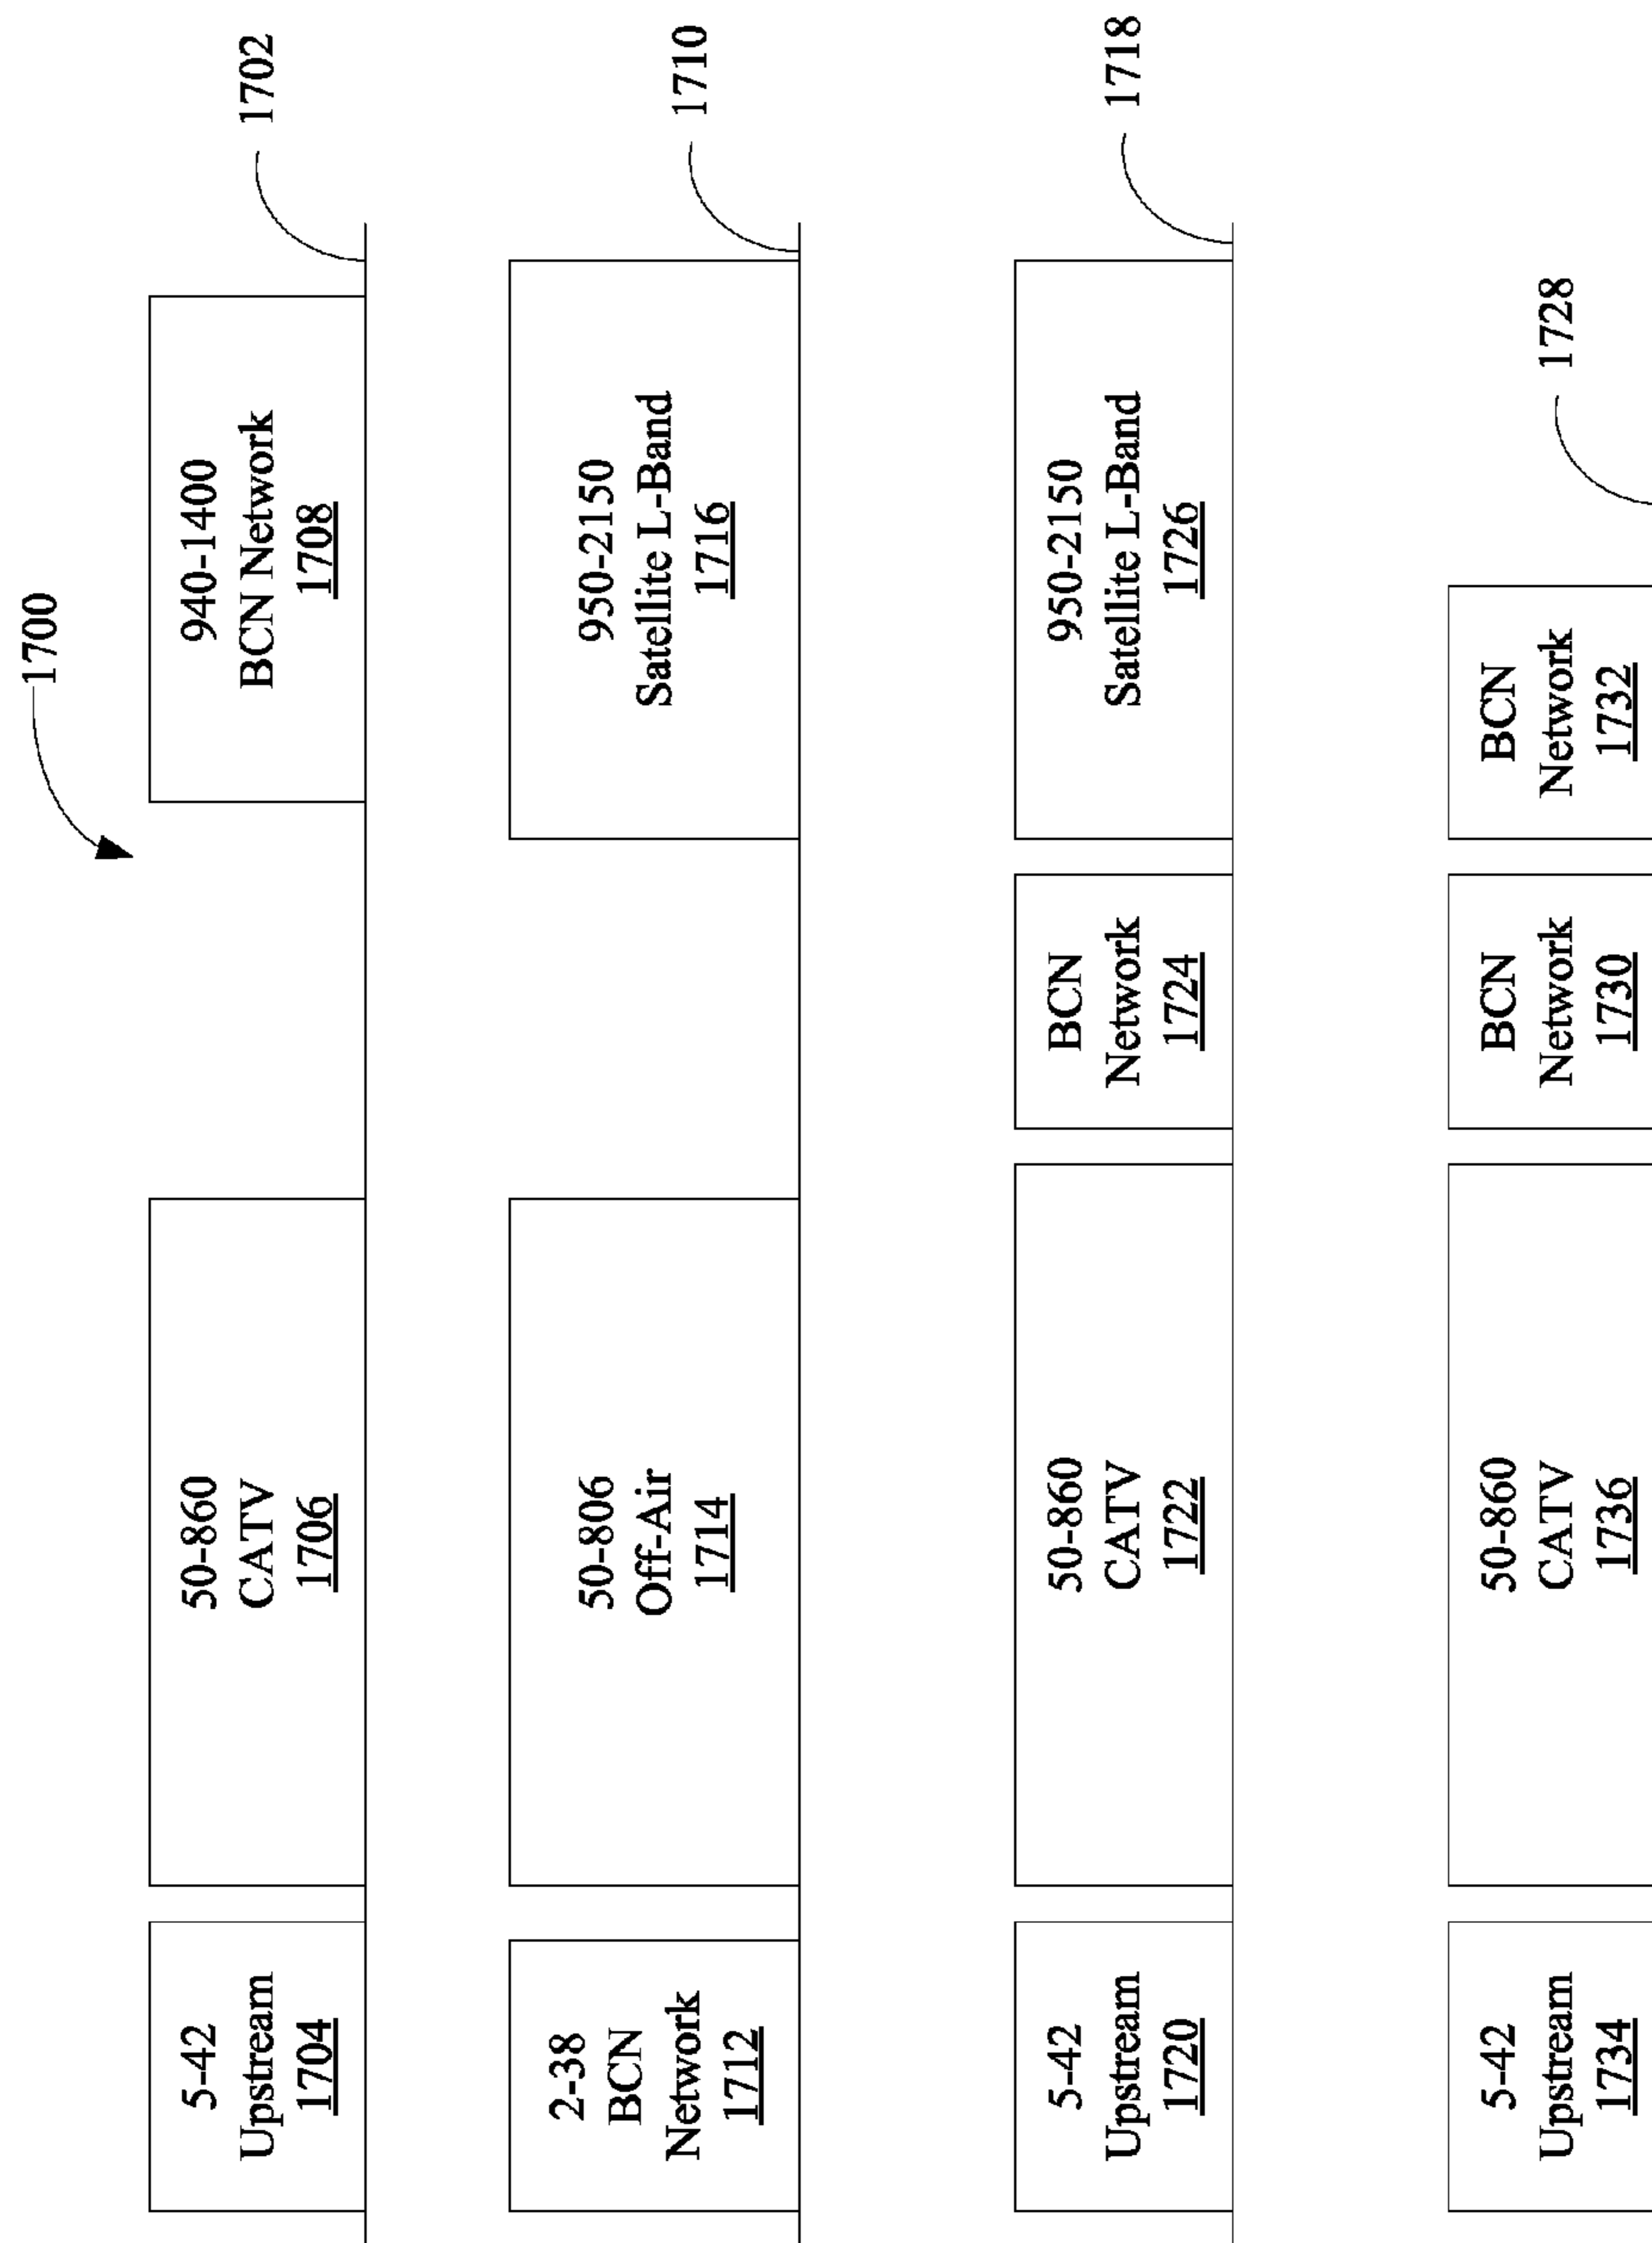 1700
5-42
Upstream
1704
50-860
CATV
1706
940-1400
BCN Network
1708
1702
2-38
BCN
Network
1712
50-806
Off-Air
1714
950-2150
Satellite L-Band
1716
1710
5-42
Upstream
1720
50-860
CATV
1722
BCN
Network
1724
950-2150
Satellite L-Band
1726
1718
5-42
Upstream
1734
50-860
CATV
1736
BCN
Network
1730
BCN
Network
1732
1728